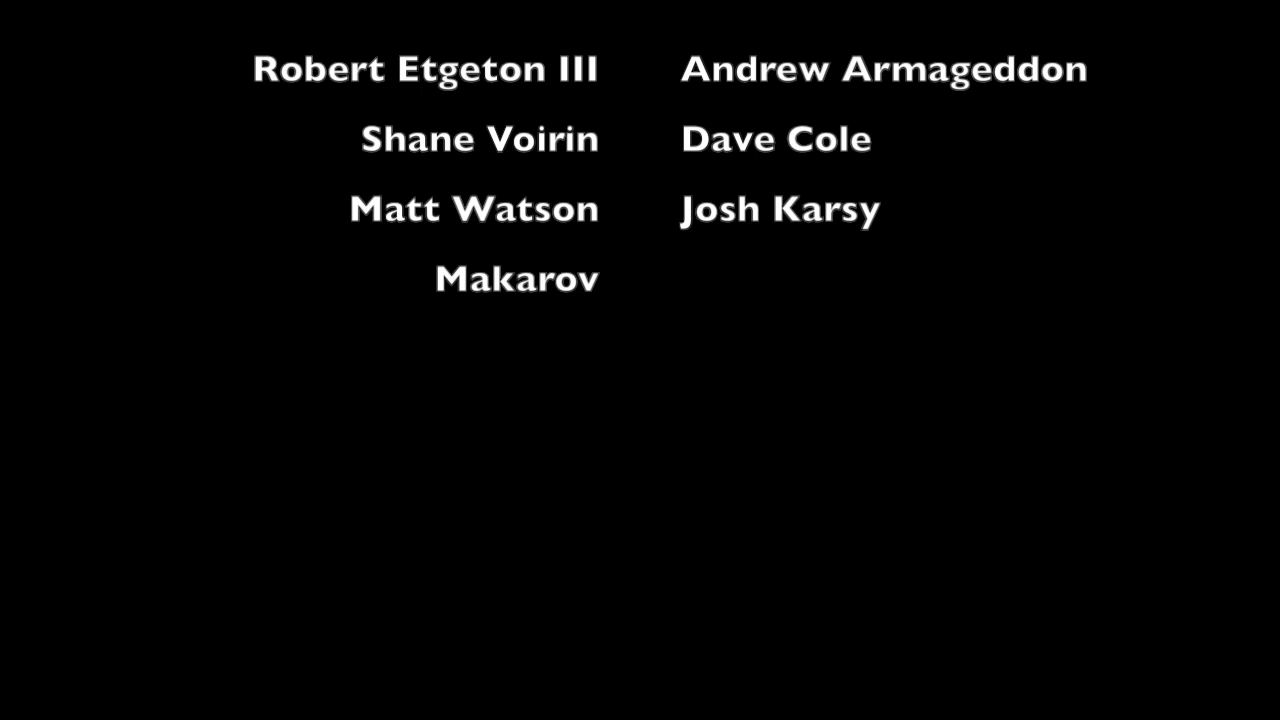 Robert Etgeton III Andrew Armageddon
Shane Voirin Dave Cole
Matt Watson Josh Karsy
Makarov